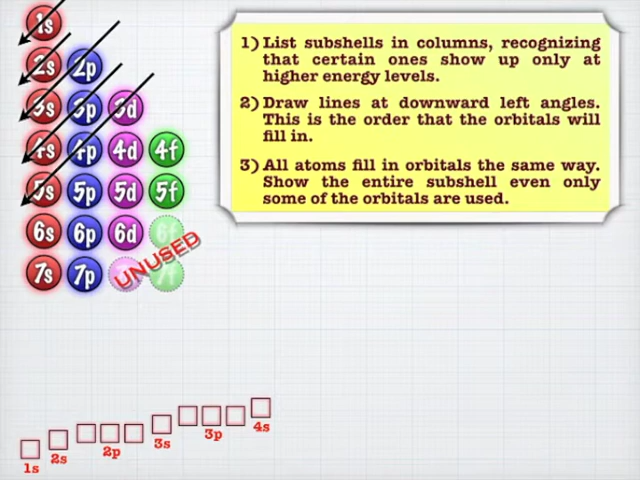 1s
2s 2p
3s 3p 3d
4s 4p 4d 4f
5s 5p 5d 5f
6s 6p 6d 6f
7s 7p 7f
UNUSED
1) List subshells in columns, recognizing
that certain ones show up only at
higher energy levels.
2) Draw lines at downward left angles.
This is the order that the orbitals will
fill in.
3) All atoms fill in orbitals the same way.
Show the entire subshell even only
some of the orbitals are used.
1s 2s 2p 3s 3p 4s